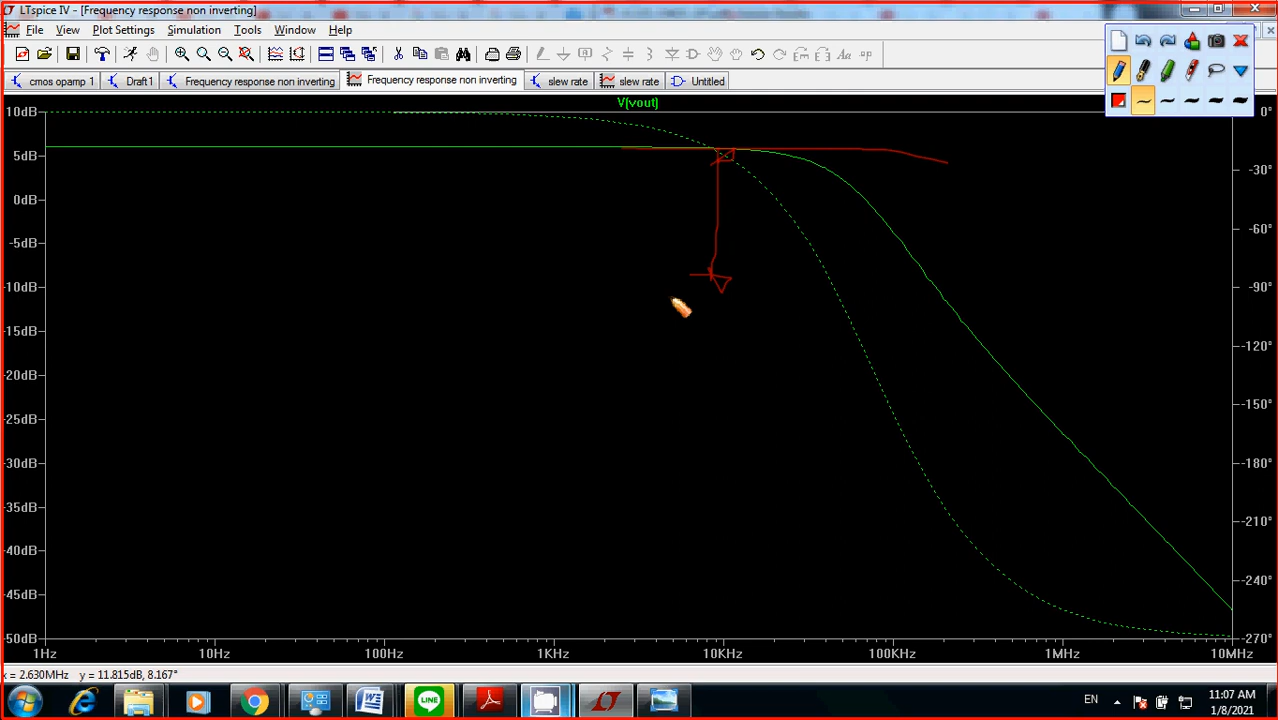 LTspice IV - [Frequency response non inverting]
File View Plot Settings Simulation Tools Window Help
cmos opamp 1 Draft1 Frequency response non inverting Frequency response non inverting slew rate slew rate Untitled
V(vout)
10dB 0°
5dB -30°
0dB -60°
-5dB -90°
-10dB -120°
-15dB -150°
-20dB -180°
-25dB -210°
-30dB -240°
-35dB -270°
-40dB
-45dB
-50dB
1Hz 10Hz 100Hz 1KHz 10KHz 100KHz 1MHz 10MHz
x = 2.630MHz y = 11.815dB, 8.167°
LINE W EN 11:07 AM
1/8/2021